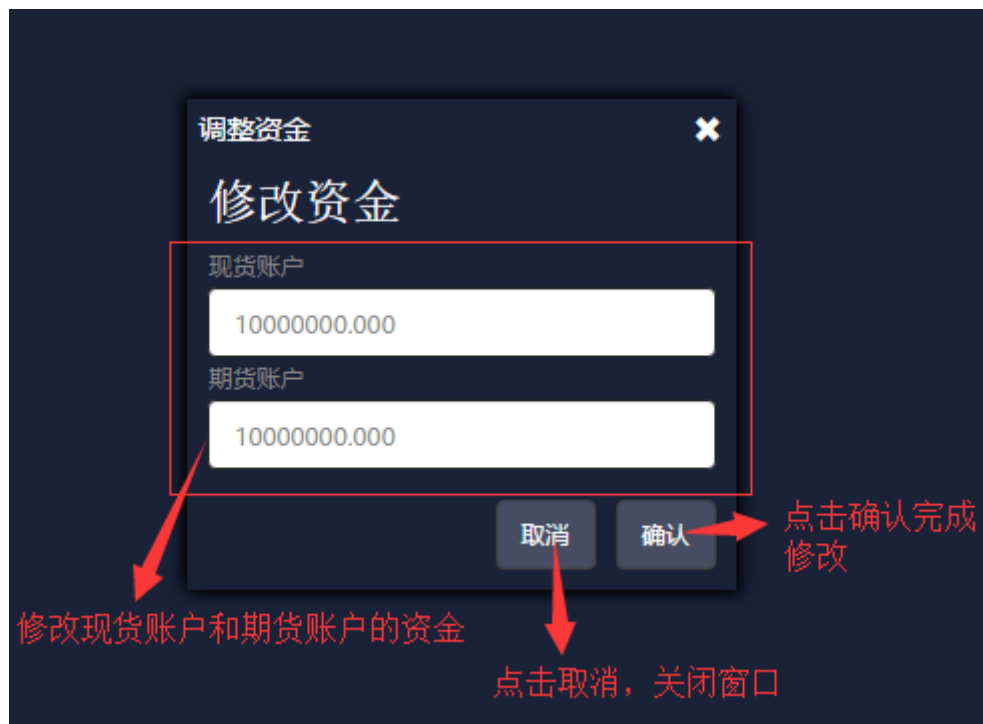 调整资金
修改资金
现货账户
10000000.000
期货账户
10000000.000
取消
确认
点击确认完成
修改
修改现货账户和期货账户的资金
点击取消，关闭窗口